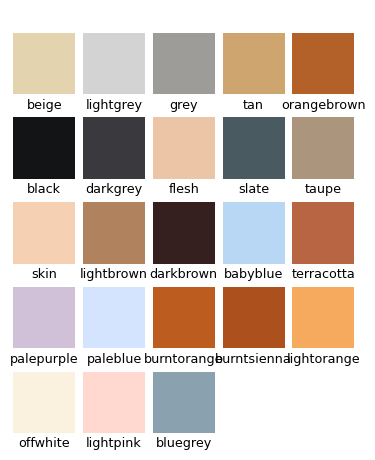 beige lightgrey grey tan orangebrown
black darkgrey flesh slate taupe
skin lightbrown darkbrown babyblue terracotta
palepurple paleblue burntorange burntsienna lightorange
offwhite lightpink bluegrey